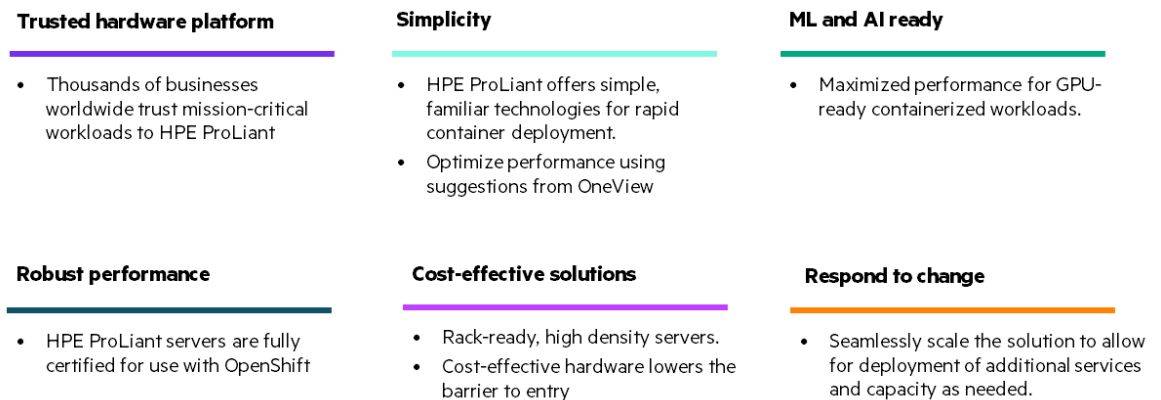 Trusted hardware platform
• Thousands of businesses
worldwide trust mission-critical
workloads to HPE ProLiant
Simplicity
• HPE ProLiant offers simple,
familiar technologies for rapid
container deployment.
• Optimize performance using
suggestions from OneView
ML and AI ready
• Maximized performance for GPU-
ready containerized workloads.
Robust performance
• HPE ProLiant servers are fully
certified for use with OpenShift
Cost-effective solutions
• Rack-ready, high density servers.
• Cost-effective hardware lowers the
barrier to entry
Respond to change
• Seamlessly scale the solution to allow
for deployment of additional services
and capacity as needed.